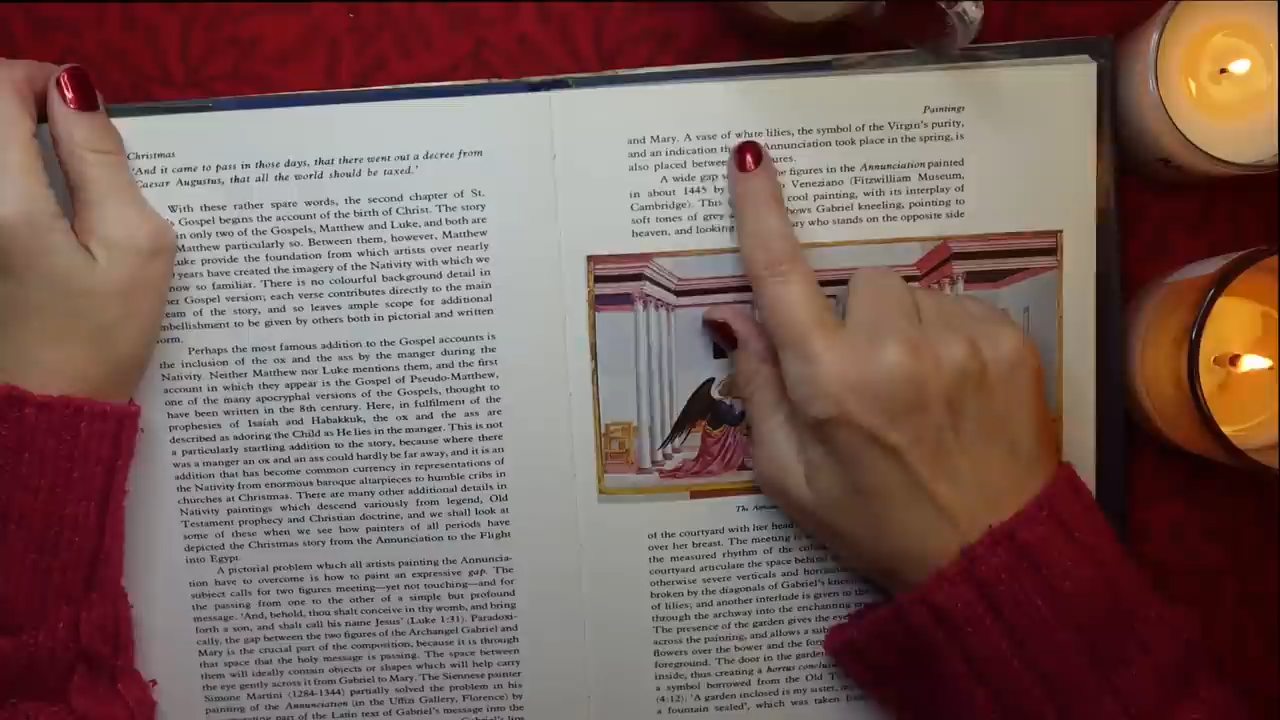 Christmas
'And it came to pass in those days, that there went out a decree from
Caesar Augustus, that all the world should be taxed.'
With these rather spare words, the second chapter of St.
Gospel begins the account of the birth of Christ. The story
in only two of the Gospels, Matthew and Luke, and both are
Matthew particularly so. Between them, however, Matthew
provide the foundation from which artists over nearly
years have created the imagery of the Nativity with which we
now so familiar. There is no colourful background detail in
Gospel version; each verse contributes directly to the main
of the story, and so leaves ample scope for additional
to be given by others both in pictorial and written
Perhaps the most famous addition to the Gospel accounts is
the inclusion of the ox and the ass by the manger during the
Nativity. Neither Matthew nor Luke mentions them, and the first
account in which they appear is the Gospel of Pseudo-Matthew,
one of the many apocryphal versions of the Gospels, thought to
have been written in the 8th century. Here, in fulfilment of the
prophesies of Isaiah and Habakkuk, the ox and the ass are
described as adoring the Child as He lies in the manger. This is not
a particularly startling addition to the story, because where there
was a manger an ox and an ass could hardly be far away, and it is an
addition that has become common currency in representations of
the Nativity from enormous baroque altarpieces to humble cribs in
churches at Christmas. There are many other additional details in
Nativity paintings which descend variously from legend, Old
Testament prophecy and Christian doctrine, and we shall look at
some of these when we see how painters of all periods have
depicted the Christmas story from the Annunciation to the Flight
into Egypt.
A pictorial problem which all artists painting the Annuncia-
tion have to overcome is how to paint an expressive gap. The
subject calls for two figures meeting—yet not touching—and for
the passing from one to the other of a simple but profound
message. 'And, behold, thou shalt conceive in thy womb, and bring
forth a son, and shalt call his name Jesus' (Luke 1:31). Paradoxi-
cally, the gap between the two figures of the Archangel Gabriel and
Mary is the crucial part of the composition, because it is through
that space that the holy message is passing. The space between
them will ideally contain objects or shapes which will help carry
the eye gently across it from Gabriel to Mary. The Siennese painter
Simone Martini (1284-1344) partially solved the problem in his
painting of the Annunciation (in the Uffizi Gallery, Florence) by
part of the Latin text of Gabriel's message into the
Paintings
and Mary. A vase of white lilies, the symbol of the Virgin's purity,
and an indication Annunciation took place in the spring, is
also placed
A wide gap figures in the Annunciation painted
in about 1445 by Veneziano (Fitzwilliam Museum,
Cambridge). This cool painting, with its interplay of
soft tones of grey Gabriel kneeling, pointing to
heaven, and who stands on the opposite side
The
of the courtyard with her head
over her breast. The meeting
the measured rhythm of the
courtyard articulate the space
otherwise severe verticals and
broken by the diagonals of Gabriel's
of lilies, and another interlude is given
through the archway into the enchanting
The presence of the garden gives the
across the painting, and allows a
flowers over the bower and the
foreground. The door in the
inside, thus creating a hortus
a symbol borrowed from the Old
(4:12): 'A garden inclosed is my sister,
a fountain sealed', which was taken